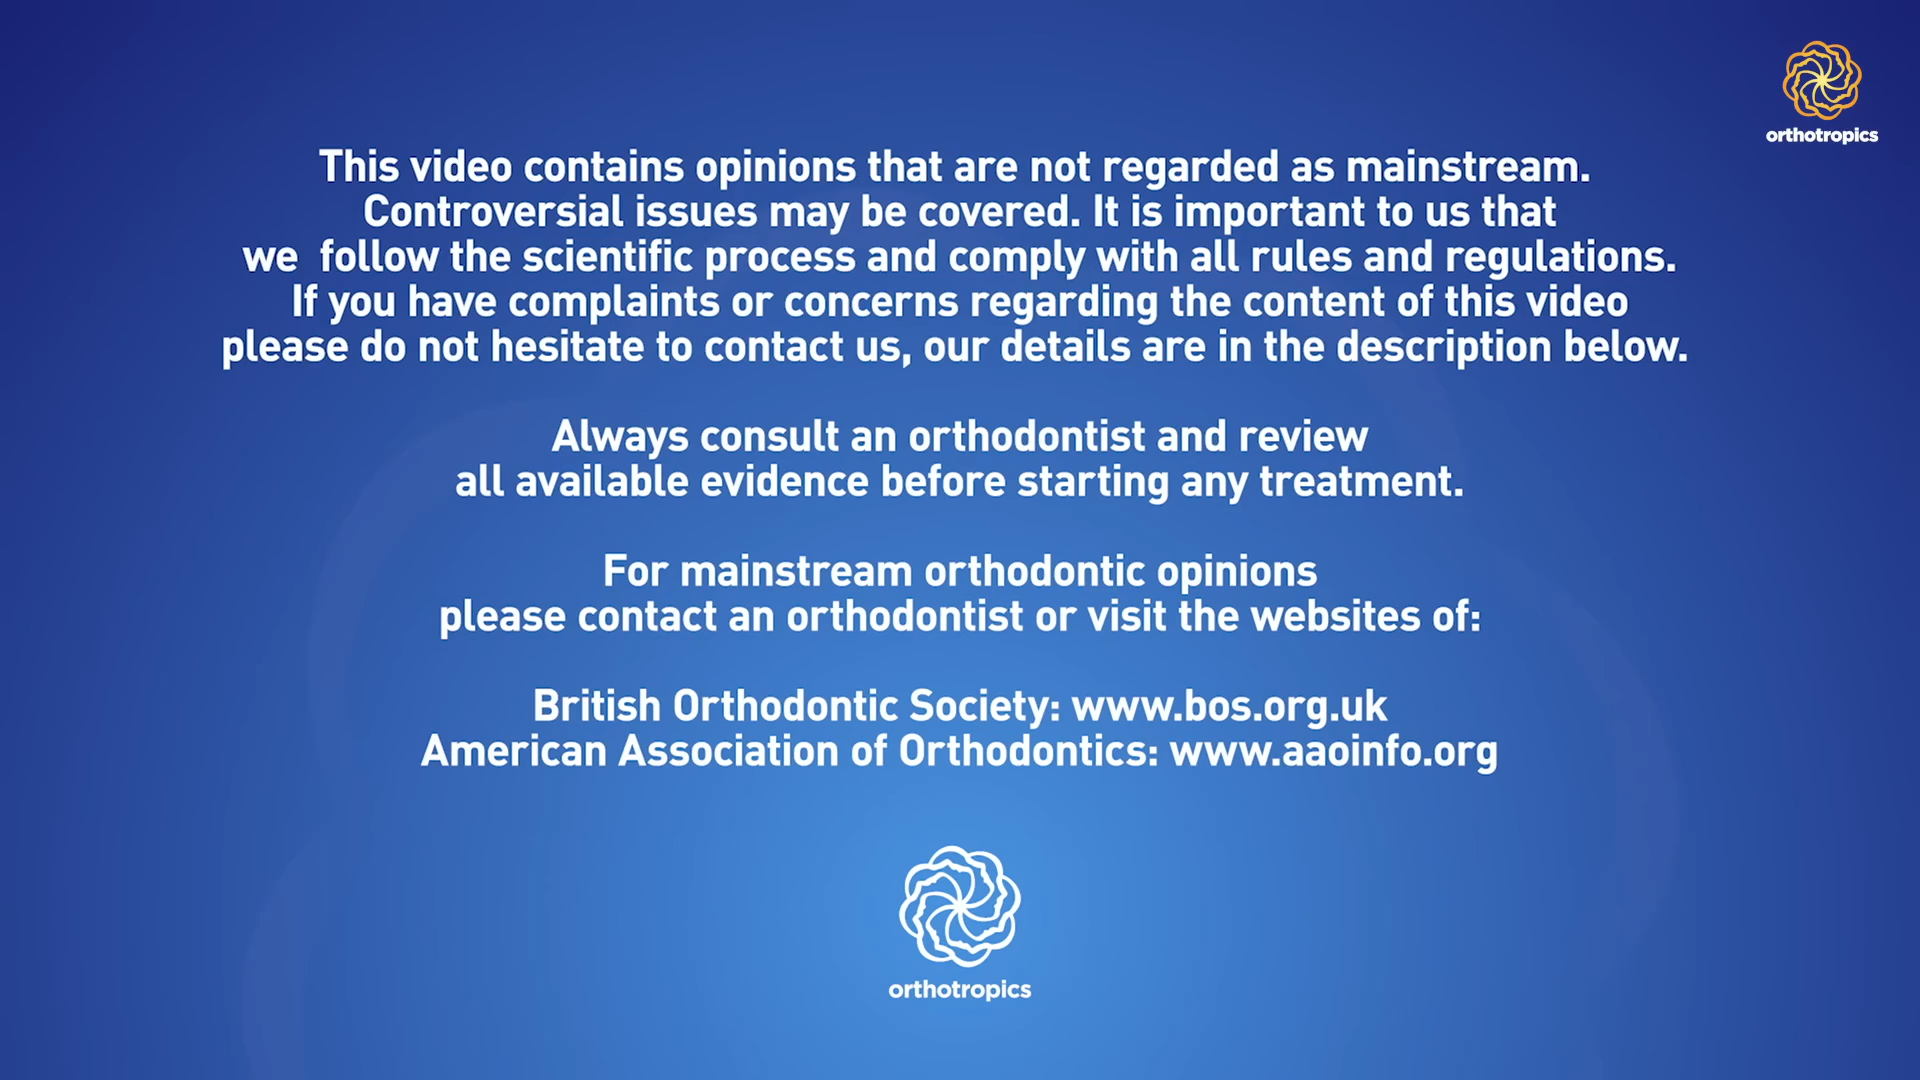 orthotropics
This video contains opinions that are not regarded as mainstream.
Controversial issues may be covered. It is important to us that
we  follow the scientific process and comply with all rules and regulations.
If you have complaints or concerns regarding the content of this video
please do not hesitate to contact us, our details are in the description below.
Always consult an orthodontist and review
all available evidence before starting any treatment.
For mainstream orthodontic opinions
please contact an orthodontist or visit the websites of:
British Orthodontic Society: www.bos.org.uk
American Association of Orthodontics: www.aaoinfo.org
orthotropics